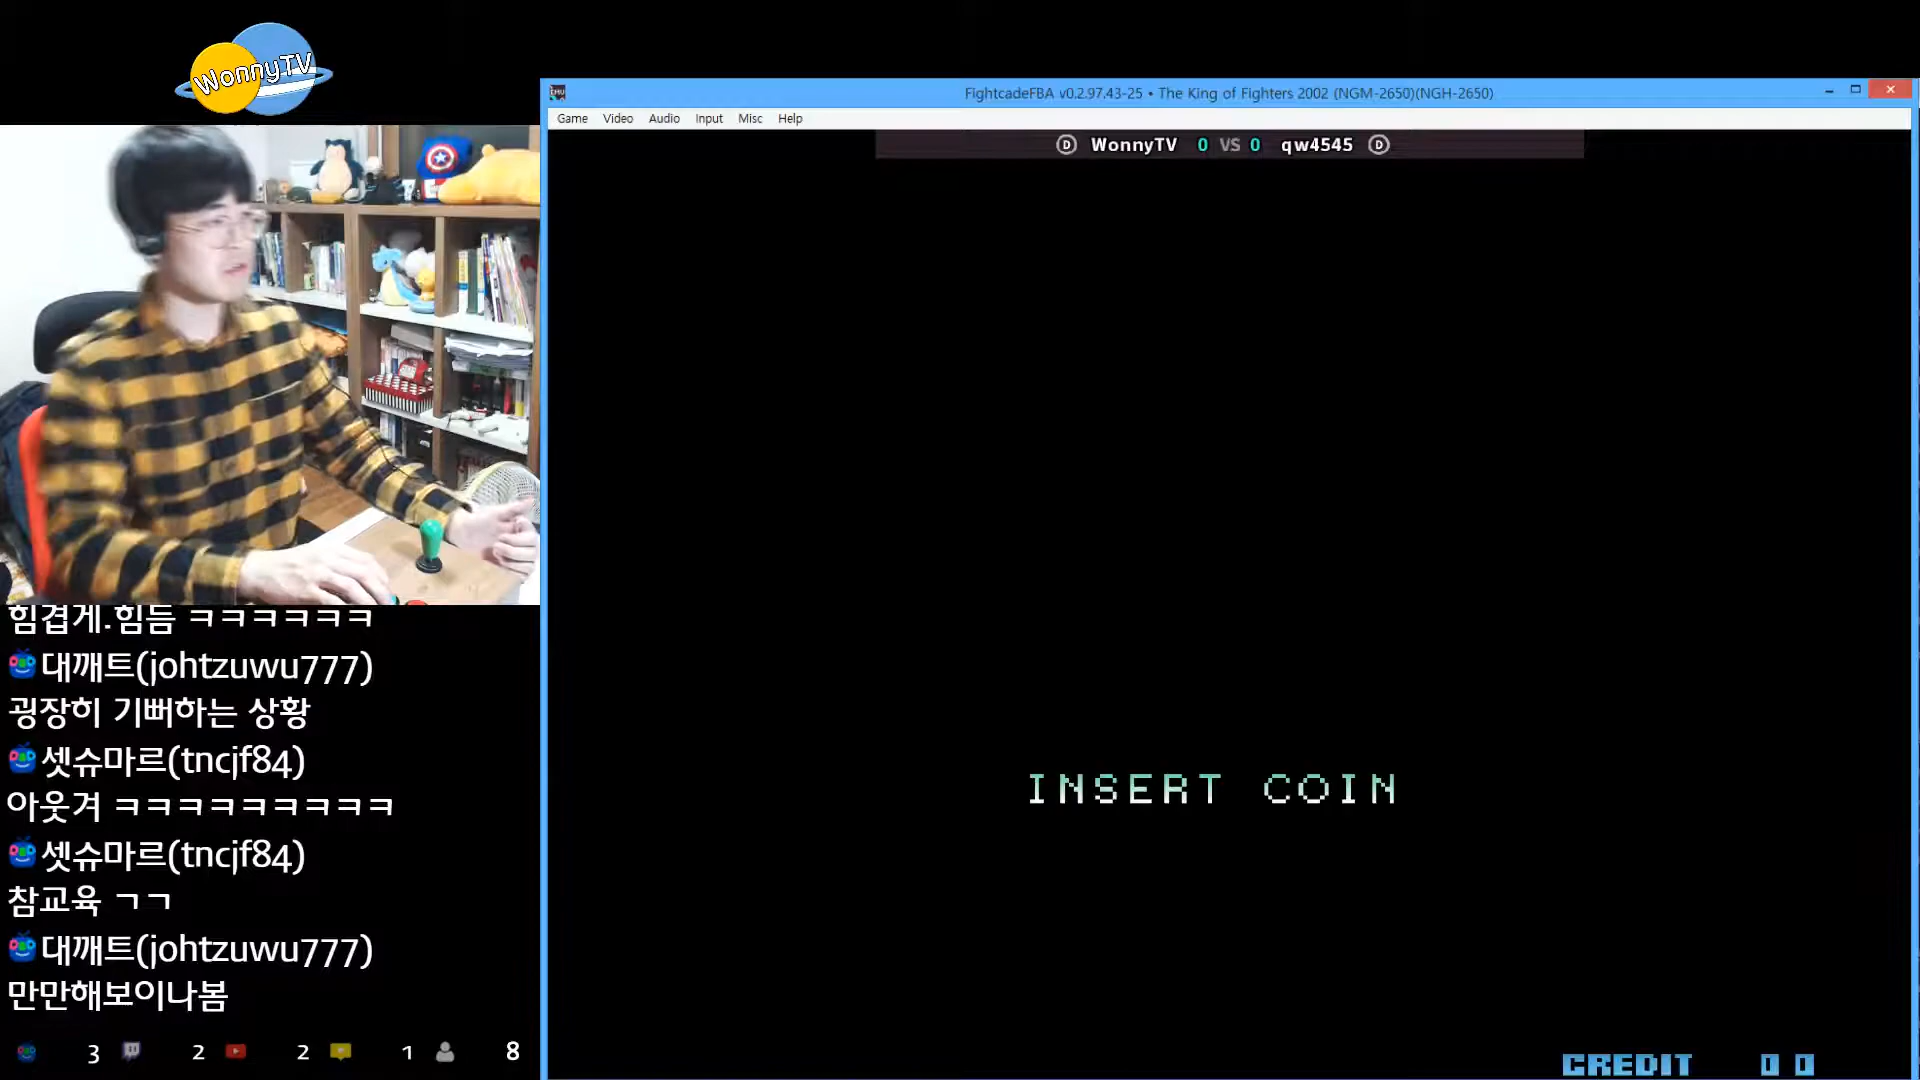 WonnyTV
FightcadeFBA v0.2.97.43-25 • The King of Fighters 2002 (NGM-2650)(NGH-2650)
Game Video Audio Input Misc Help
D WonnyTV 0 VS 0 qw4545 D
힘겹게.힘듬 ㅋㅋㅋㅋㅋㅋ
대깨트(johtzuwu777)
굉장히 기뻐하는 상황
셋슈마르(tncjf84)
아웃겨 ㅋㅋㅋㅋㅋㅋㅋㅋㅋ
셋슈마르(tncjf84)
참교육 ㄱㄱ
대깨트(johtzuwu777)
만만해보이나봄
3 2 2 1 8
INSERT COIN
CREDIT 00